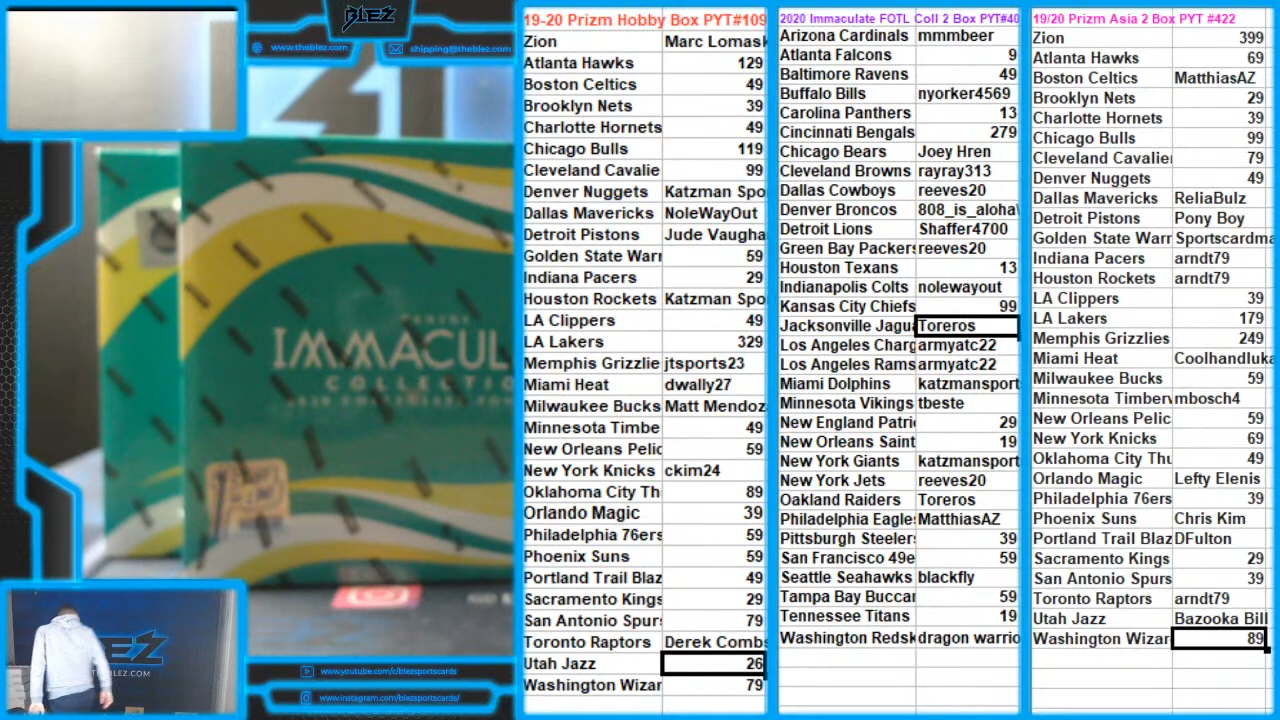 BLEZ
www.theblez.com
shipping@theblez.com
PANINI
IMMACUL
COLLECTIO
BLEZ
THEBLEZ.COM
www.youtube.com/c/blezsportscards
www.instagram.com/blezsportscards/
19-20 Prizm Hobby Box PYT#109
Zion Marc Lomask
Atlanta Hawks 129
Boston Celtics 49
Brooklyn Nets 39
Charlotte Hornets 49
Chicago Bulls 119
Cleveland Cavalie 99
Denver Nuggets Katzman Spo
Dallas Mavericks NoleWayOut
Detroit Pistons Jude Vaugha
Golden State Warr 59
Indiana Pacers 29
Houston Rockets Katzman Spo
LA Clippers 49
LA Lakers 329
Memphis Grizzlie jtsports23
Miami Heat dwally27
Milwaukee Bucks Matt Mendoz
Minnesota Timbe 49
New Orleans Pelic 59
New York Knicks ckim24
Oklahoma City Th 89
Orlando Magic 39
Philadelphia 76ers 59
Phoenix Suns 59
Portland Trail Blaz 49
Sacramento Kings 29
San Antonio Spurs 79
Toronto Raptors Derek Combs
Utah Jazz 26
Washington Wizar 79
2020 Immaculate FOTL Coll 2 Box PYT#40
Arizona Cardinals mmmbeer
Atlanta Falcons 9
Baltimore Ravens 49
Buffalo Bills nyorker4569
Carolina Panthers 13
Cincinnati Bengals 279
Chicago Bears Joey Hren
Cleveland Browns rayray313
Dallas Cowboys reeves20
Denver Broncos 808_is_aloha
Detroit Lions Shaffer4700
Green Bay Packers reeves20
Houston Texans 13
Indianapolis Colts nolewayout
Kansas City Chiefs 99
Jacksonville Jagua Toreros
Los Angeles Charg armyatc22
Los Angeles Rams armyatc22
Miami Dolphins katzmansport
Minnesota Vikings tbeste
New England Patri 29
New Orleans Saint 19
New York Giants katzmansport
New York Jets reeves20
Oakland Raiders Toreros
Philadelphia Eagle MatthiasAZ
Pittsburgh Steeler 39
San Francisco 49e 59
Seattle Seahawks blackfly
Tampa Bay Buccar 59
Tennessee Titans 19
Washington Redsk dragon warrio
19/20 Prizm Asia 2 Box PYT #422
Zion 399
Atlanta Hawks 69
Boston Celtics MatthiasAZ
Brooklyn Nets 29
Charlotte Hornets 39
Chicago Bulls 99
Cleveland Cavalier 79
Denver Nuggets 49
Dallas Mavericks ReliaBulz
Detroit Pistons Pony Boy
Golden State Warr Sportscardma
Indiana Pacers arndt79
Houston Rockets arndt79
LA Clippers 39
LA Lakers 179
Memphis Grizzlies 249
Miami Heat Coolhandluka
Milwaukee Bucks 59
Minnesota Timberv mbosch4
New Orleans Pelic 59
New York Knicks 69
Oklahoma City Thu 49
Orlando Magic Lefty Elenis
Philadelphia 76ers 39
Phoenix Suns Chris Kim
Portland Trail Blaz DFulton
Sacramento Kings 29
San Antonio Spurs 39
Toronto Raptors arndt79
Utah Jazz Bazooka Bill
Washington Wizar 89